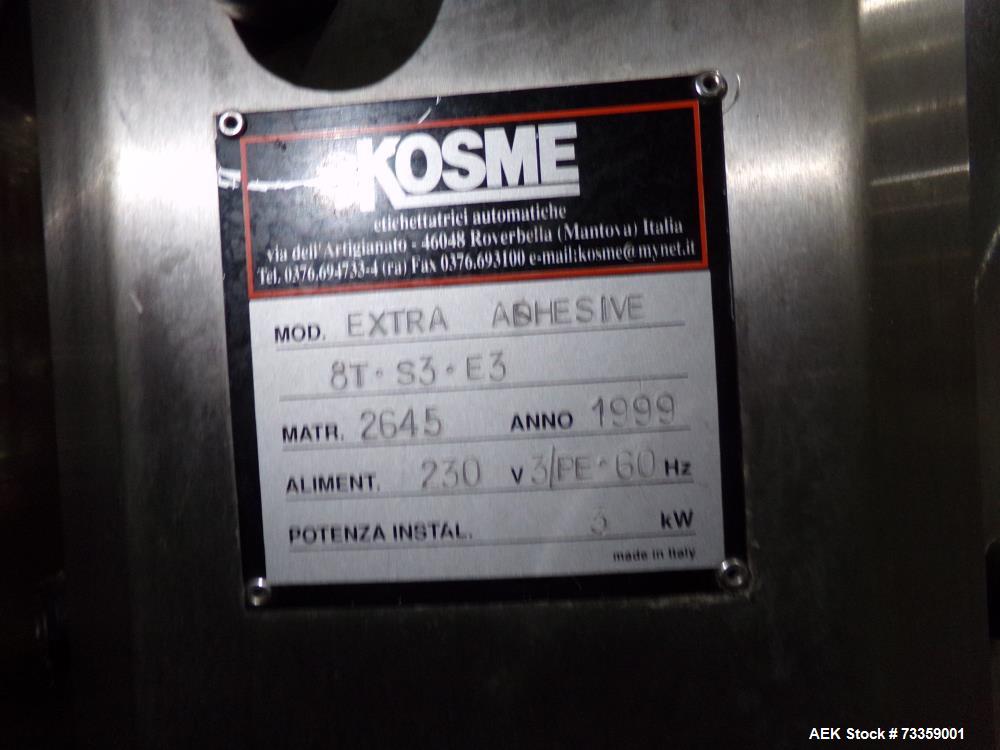 KOSME
etichettatrici automatiche
via dell'Artigianato - 46048 Roverbella (Mantova) Italia
Tel. 0376.694733-4 (ra) Fax 0376.693100 e-mail:kosme@mynet.it
MOD. EXTRA ADHESIVE
8T·S3·E3
MATR. 2645 ANNO 1999
ALIMENT. 230 V 3/PE·60 Hz
POTENZA INSTAL. 3 kW
made in Italy
AEK Stock # 73359001